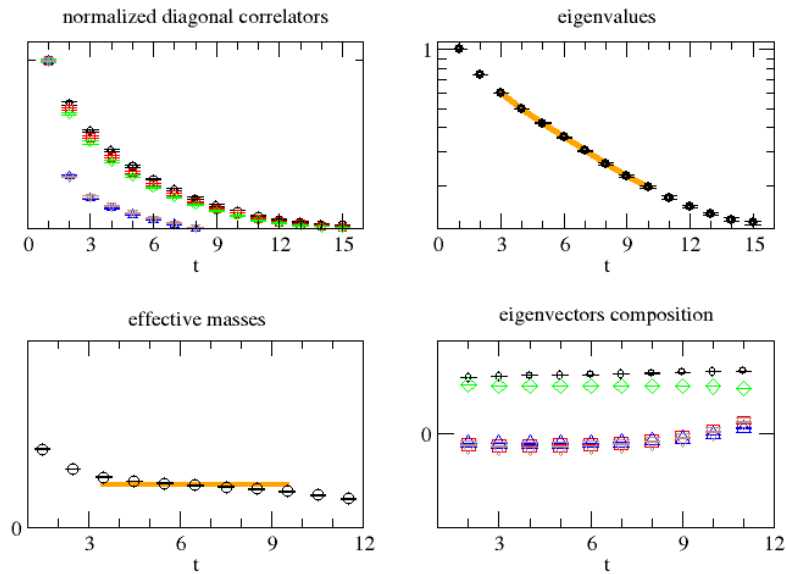 normalized diagonal correlators
0 3 6 9 12 15
t
eigenvalues
1
0 3 6 9 12 15
t
effective masses
0
3 6 9 12
t
eigenvectors composition
0
3 6 9 12
t